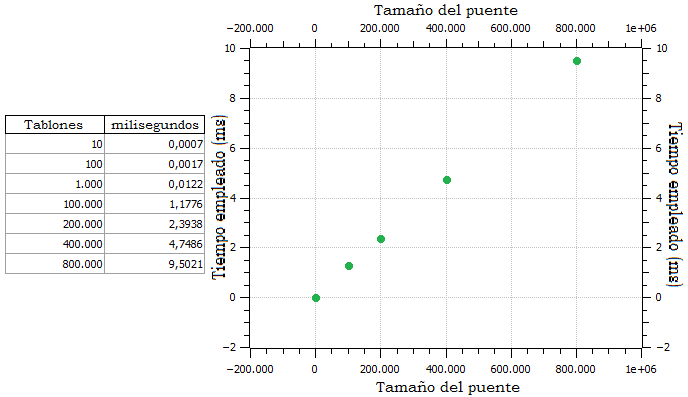 Tablones milisegundos
10 0,0007
100 0,0017
1.000 0,0122
100.000 1,1776
200.000 2,3938
400.000 4,7486
800.000 9,5021
Tamaño del puente
−200.000 0 200.000 400.000 600.000 800.000 1e+06
Tiempo empleado (ms)
10 10
8 8
6 6
4 4
2 2
0 0
−2 −2
Tiempo empleado (ms)
−200.000 0 200.000 400.000 600.000 800.000 1e+06
Tamaño del puente